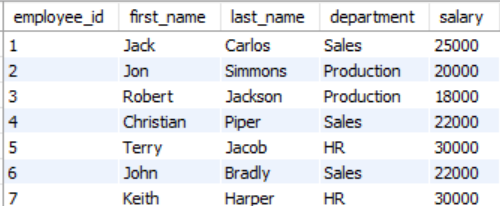 employee_id first_name last_name department salary
1 Jack Carlos Sales 25000
2 Jon Simmons Production 20000
3 Robert Jackson Production 18000
4 Christian Piper Sales 22000
5 Terry Jacob HR 30000
6 John Bradly Sales 22000
7 Keith Harper HR 30000